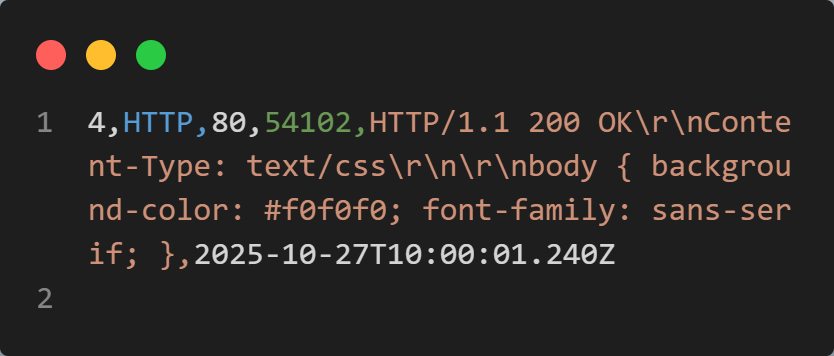 1 4,HTTP,80,54102,HTTP/1.1 200 OK\r\nConte
nt-Type: text/css\r\n\r\nbody { backgrou
nd-color: #f0f0f0; font-family: sans-ser
if; },2025-10-27T10:00:01.240Z
2